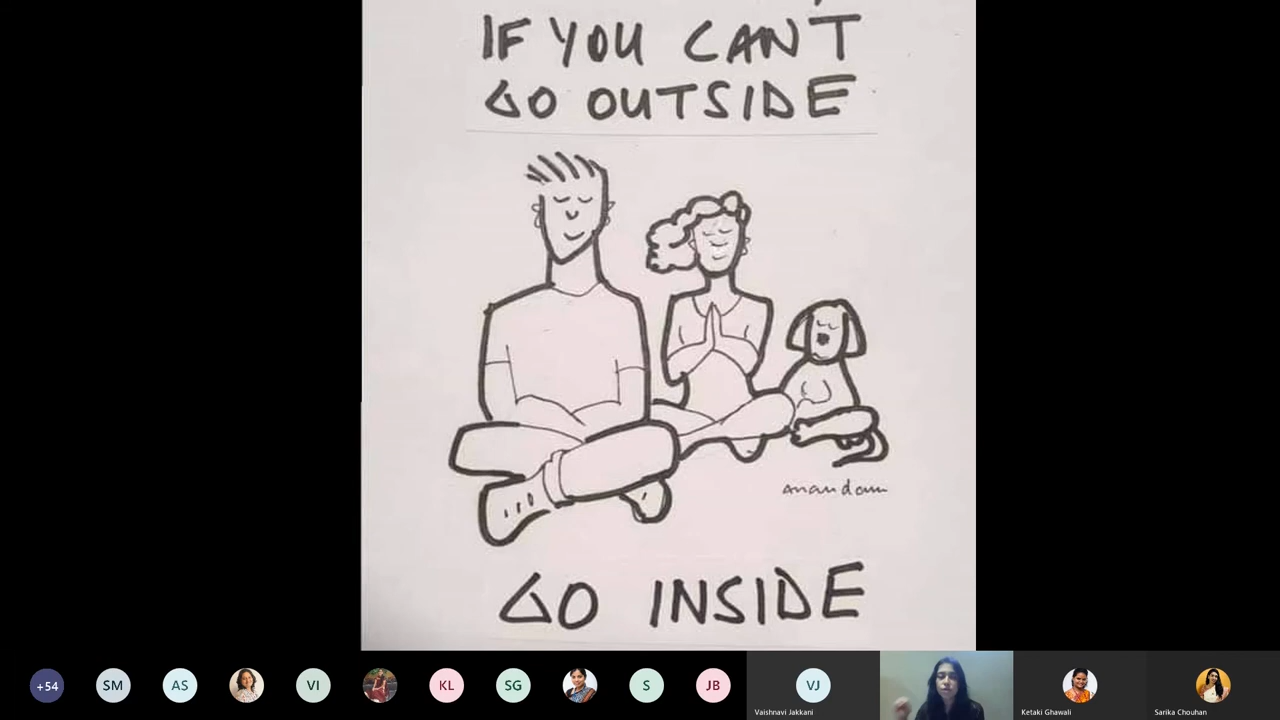 IF YOU CAN'T
GO OUTSIDE
anandam
GO INSIDE
+54
SM
AS
VI
KL
SG
S
JB
VJ
Vaishnavi Jakkani
Ketaki Ghawali
Sarika Chouhan